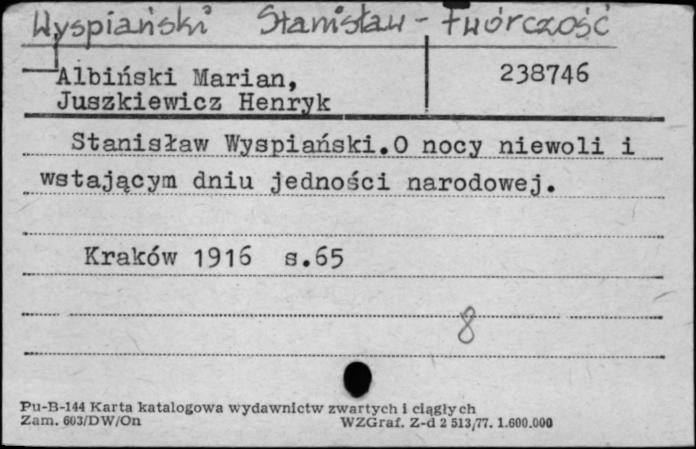 Wyspiański Stanisław - twórczość
Albiński Marian, 238746
Juszkiewicz Henryk
Stanisław Wyspiański.O nocy niewoli i
wstającym dniu jedności narodowej.
Kraków 1916 s.65
8
Pu-B-144 Karta katalogowa wydawnictw zwartych i ciągłych
Zam. 603/DW/On WZGraf. Z-d 2 513/77. 1.600.000